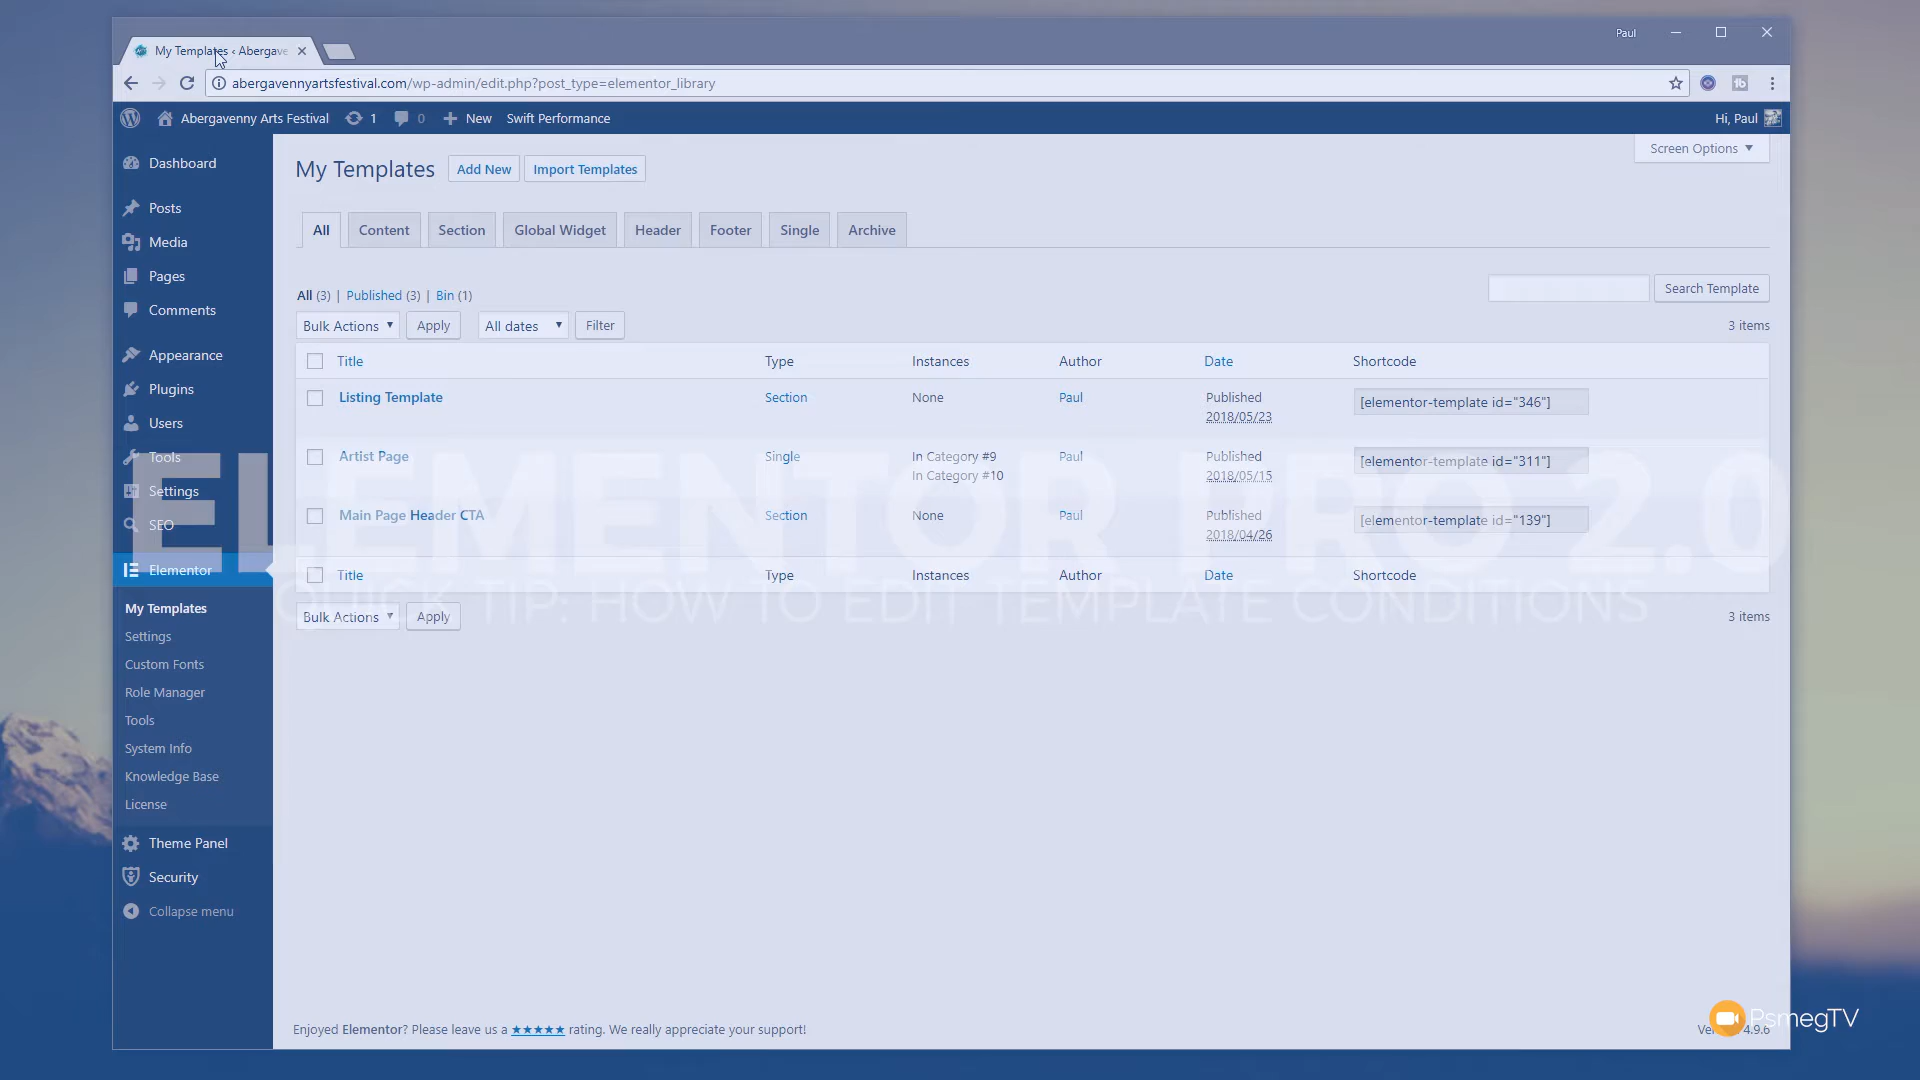 Paul
My Templates ‹ Abergave
abergavennyartsfestival.com/wp-admin/edit.php?post_type=elementor_library
Abergavenny Arts Festival 1 0 New Swift Performance Hi, Paul
Screen Options
Dashboard
Posts
Media
Pages
Comments
Appearance
Plugins
Users
Tools
Settings
SEO
Elementor
My Templates
Settings
Custom Fonts
Role Manager
Tools
System Info
Knowledge Base
License
Theme Panel
Security
Collapse menu
My Templates Add New Import Templates
All Content Section Global Widget Header Footer Single Archive
All (3) | Published (3) | Bin (1)
Search Template
Bulk Actions Apply All dates Filter 3 items
Title Type Instances Author Date Shortcode
Listing Template Section None Paul Published 2018/05/23 [elementor-template id="346"]
Artist Page Single In Category #9 In Category #10 Paul Published 2018/05/15 [elementor-template id="311"]
Main Page Header CTA Section None Paul Published 2018/04/26 [elementor-template id="139"]
Title Type Instances Author Date Shortcode
Bulk Actions Apply 3 items
ELEMENTOR PRO 2.0
QUICK TIP: HOW TO EDIT TEMPLATE CONDITIONS
Enjoyed Elementor? Please leave us a ★★★★★ rating. We really appreciate your support!
4.9.6
PsmegTV